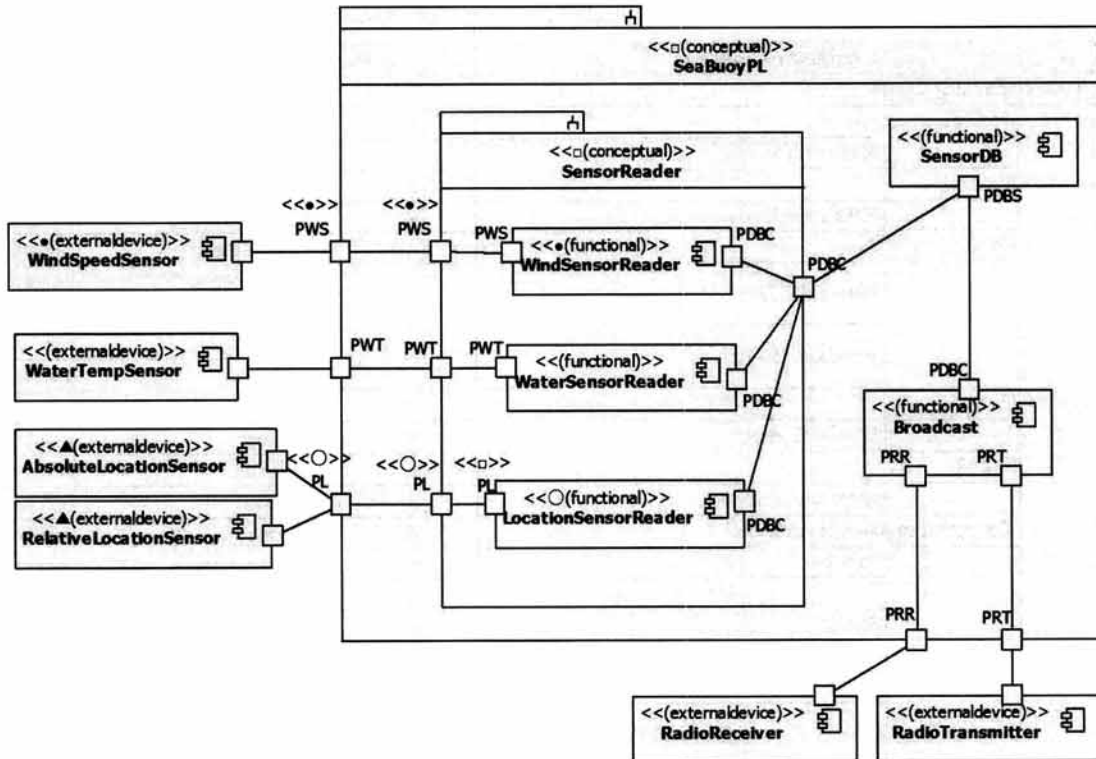 <<□(conceptual)>>
SeaBuoyPL
<<□(conceptual)>>
SensorReader
<<(functional)>>
SensorDB
PDBS
<<●>>
PWS
<<●>>
PWS
PWS
<<●(externaldevice)>>
WindSpeedSensor
<<●(functional)>>
WindSensorReader
PDBC
PDBC
<<(externaldevice)>>
WaterTempSensor
PWT
PWT
PWT
<<(functional)>>
WaterSensorReader
PDBC
PDBC
<<(functional)>>
Broadcast
PRR
PRT
<<▲(externaldevice)>>
AbsoluteLocationSensor
<<○>>
PL
<<○>>
PL
<<□>>
PL
<<○(functional)>>
LocationSensorReader
PDBC
<<▲(externaldevice)>>
RelativeLocationSensor
PRR
PRT
<<(externaldevice)>>
RadioReceiver
<<(externaldevice)>>
RadioTransmitter